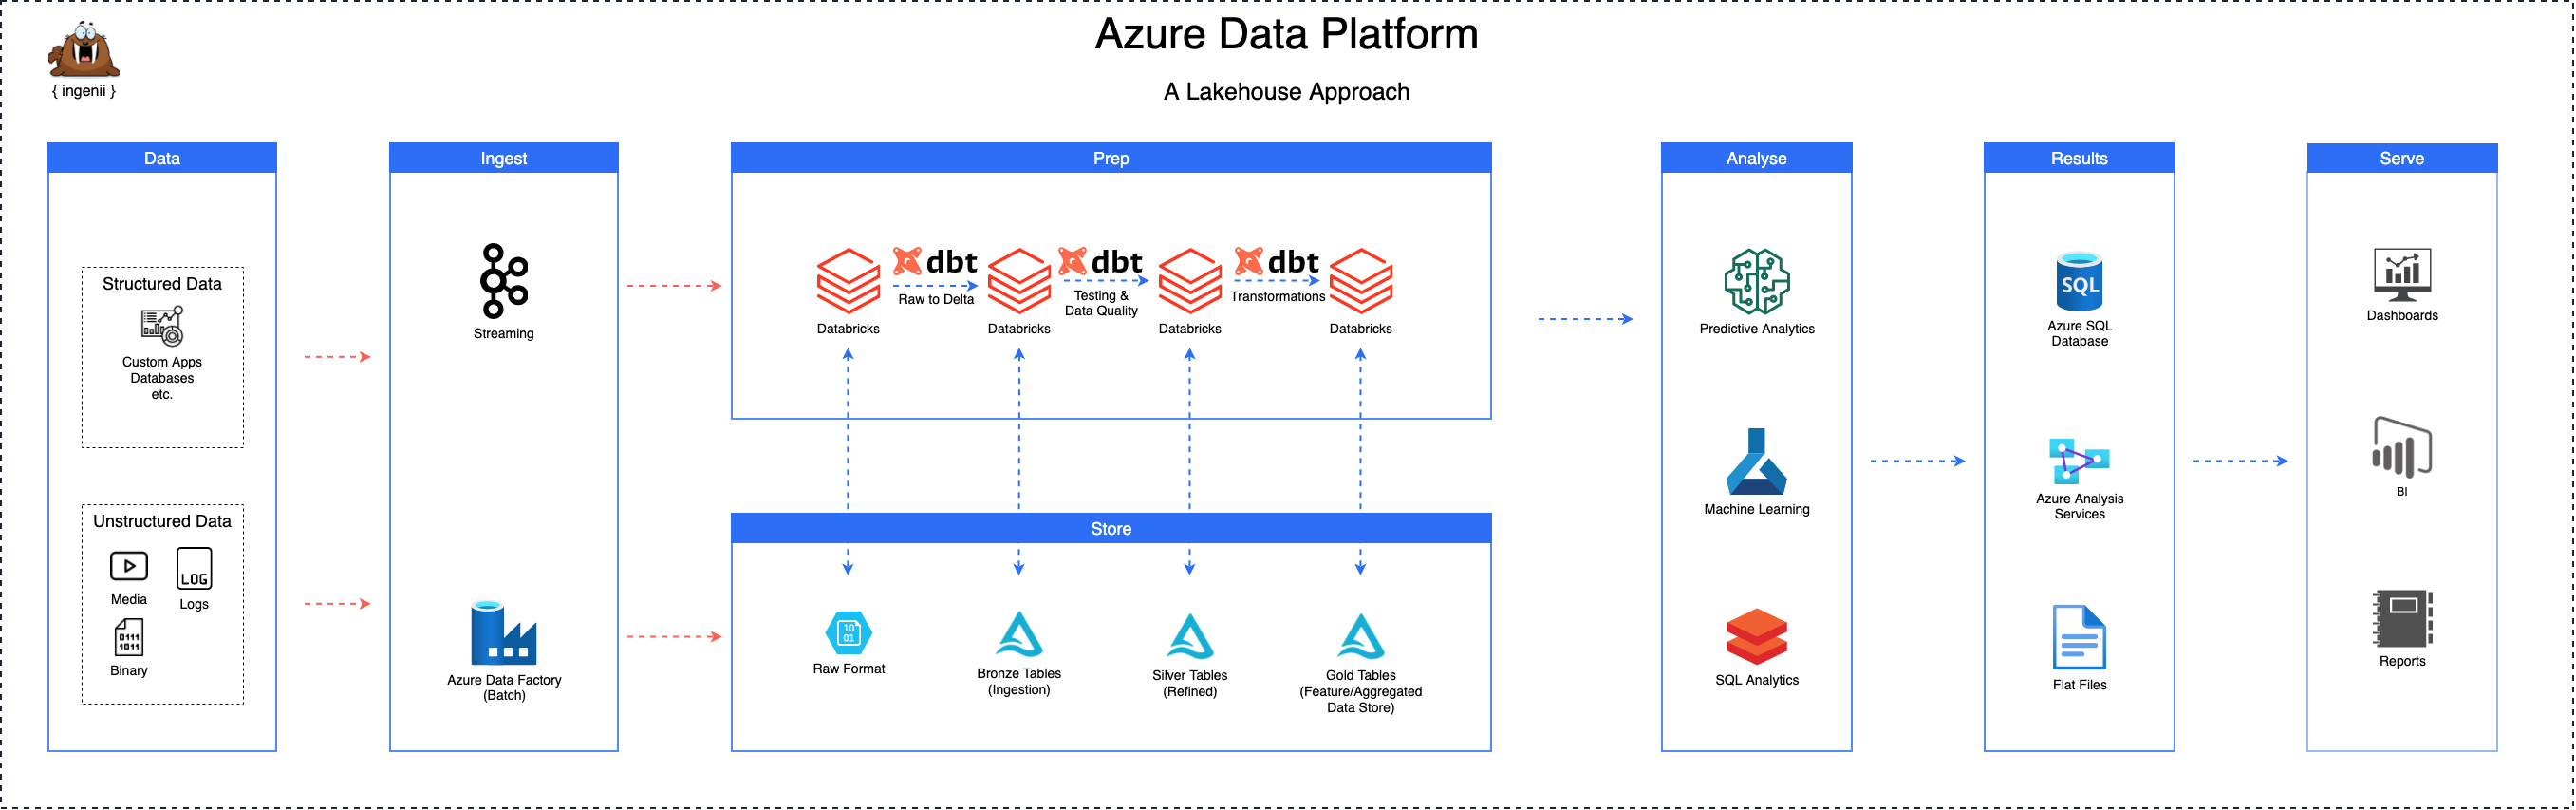 Azure Data Platform
A Lakehouse Approach
{ ingenii }
Data
Structured Data
Custom Apps
Databases
etc.
Unstructured Data
Media
LOG
Logs
0111
1011
Binary
Ingest
Streaming
Azure Data Factory
(Batch)
Prep
Databricks
dbt
Raw to Delta
Databricks
dbt
Testing &
Data Quality
Databricks
dbt
Transformations
Databricks
Store
10
01
Raw Format
Bronze Tables
(Ingestion)
Silver Tables
(Refined)
Gold Tables
(Feature/Aggregated
Data Store)
Analyse
Predictive Analytics
Machine Learning
SQL Analytics
Results
SQL
Azure SQL
Database
Azure Analysis
Services
Flat Files
Serve
Dashboards
BI
Reports